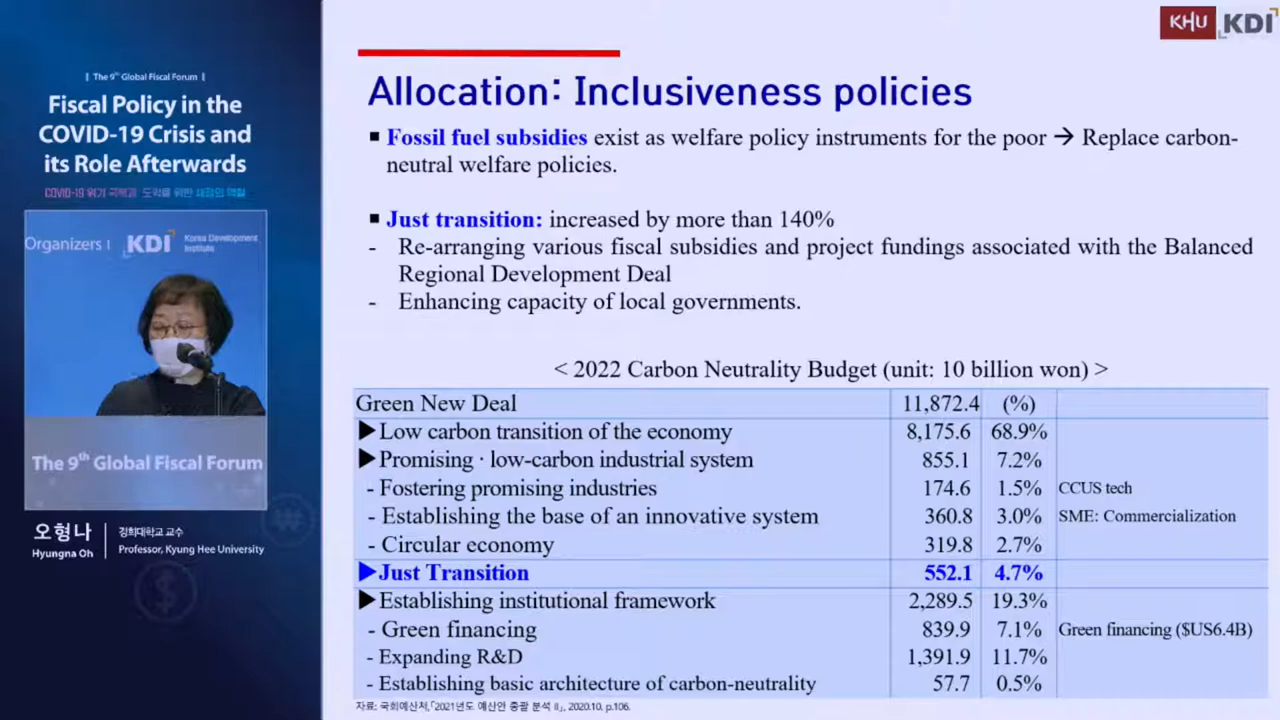 The 9th Global Fiscal Forum
Fiscal Policy in the
COVID-19 Crisis and
its Role Afterwards
COVID-19 위기 극복과 도약을 위한 재정의 역할
Organizers |
KDI
Korea Development
Institute
The 9th Global Fiscal Forum
오형나
Hyungna Oh
경희대학교 교수
Professor, Kyung Hee University
KHU
KDI
Allocation: Inclusiveness policies
▪ Fossil fuel subsidies exist as welfare policy instruments for the poor → Replace carbon-
neutral welfare policies.
▪ Just transition: increased by more than 140%
- Re-arranging various fiscal subsidies and project fundings associated with the Balanced
Regional Development Deal
- Enhancing capacity of local governments.
< 2022 Carbon Neutrality Budget (unit: 10 billion won) >
Green New Deal 11,872.4 (%)
▶Low carbon transition of the economy 8,175.6 68.9%
▶Promising · low-carbon industrial system 855.1 7.2%
- Fostering promising industries 174.6 1.5% CCUS tech
- Establishing the base of an innovative system 360.8 3.0% SME: Commercialization
- Circular economy 319.8 2.7%
▶Just Transition 552.1 4.7%
▶Establishing institutional framework 2,289.5 19.3%
- Green financing 839.9 7.1% Green financing ($US6.4B)
- Expanding R&D 1,391.9 11.7%
- Establishing basic architecture of carbon-neutrality 57.7 0.5%
자료: 국회예산처,「2021년도 예산안 총괄 분석 II」, 2020.10. p.106.